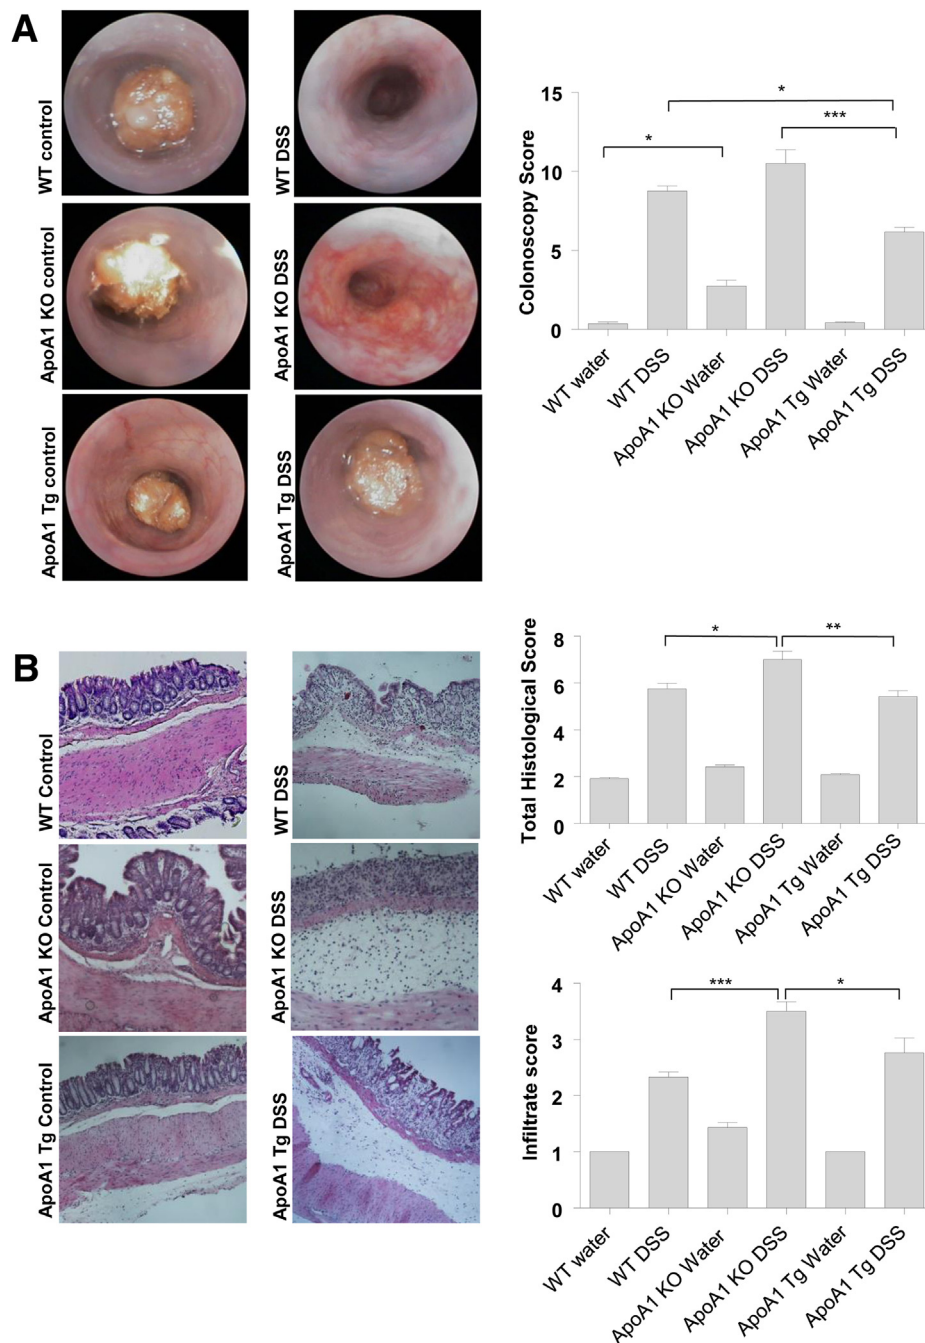 A
WT control
WT DSS
ApoA1 KO control
ApoA1 KO DSS
ApoA1 Tg control
ApoA1 Tg DSS
Colonoscopy Score
15
10
5
0
*
***
*
WT water
WT DSS
ApoA1 KO Water
ApoA1 KO DSS
ApoA1 Tg Water
ApoA1 Tg DSS
B
WT Control
WT DSS
ApoA1 KO Control
ApoA1 KO DSS
ApoA1 Tg Control
ApoA1 Tg DSS
Total Histological Score
8
6
4
2
0
*
**
WT water
WT DSS
ApoA1 KO Water
ApoA1 KO DSS
ApoA1 Tg Water
ApoA1 Tg DSS
Infiltrate score
4
3
2
1
0
***
*
WT water
WT DSS
ApoA1 KO Water
ApoA1 KO DSS
ApoA1 Tg Water
ApoA1 Tg DSS